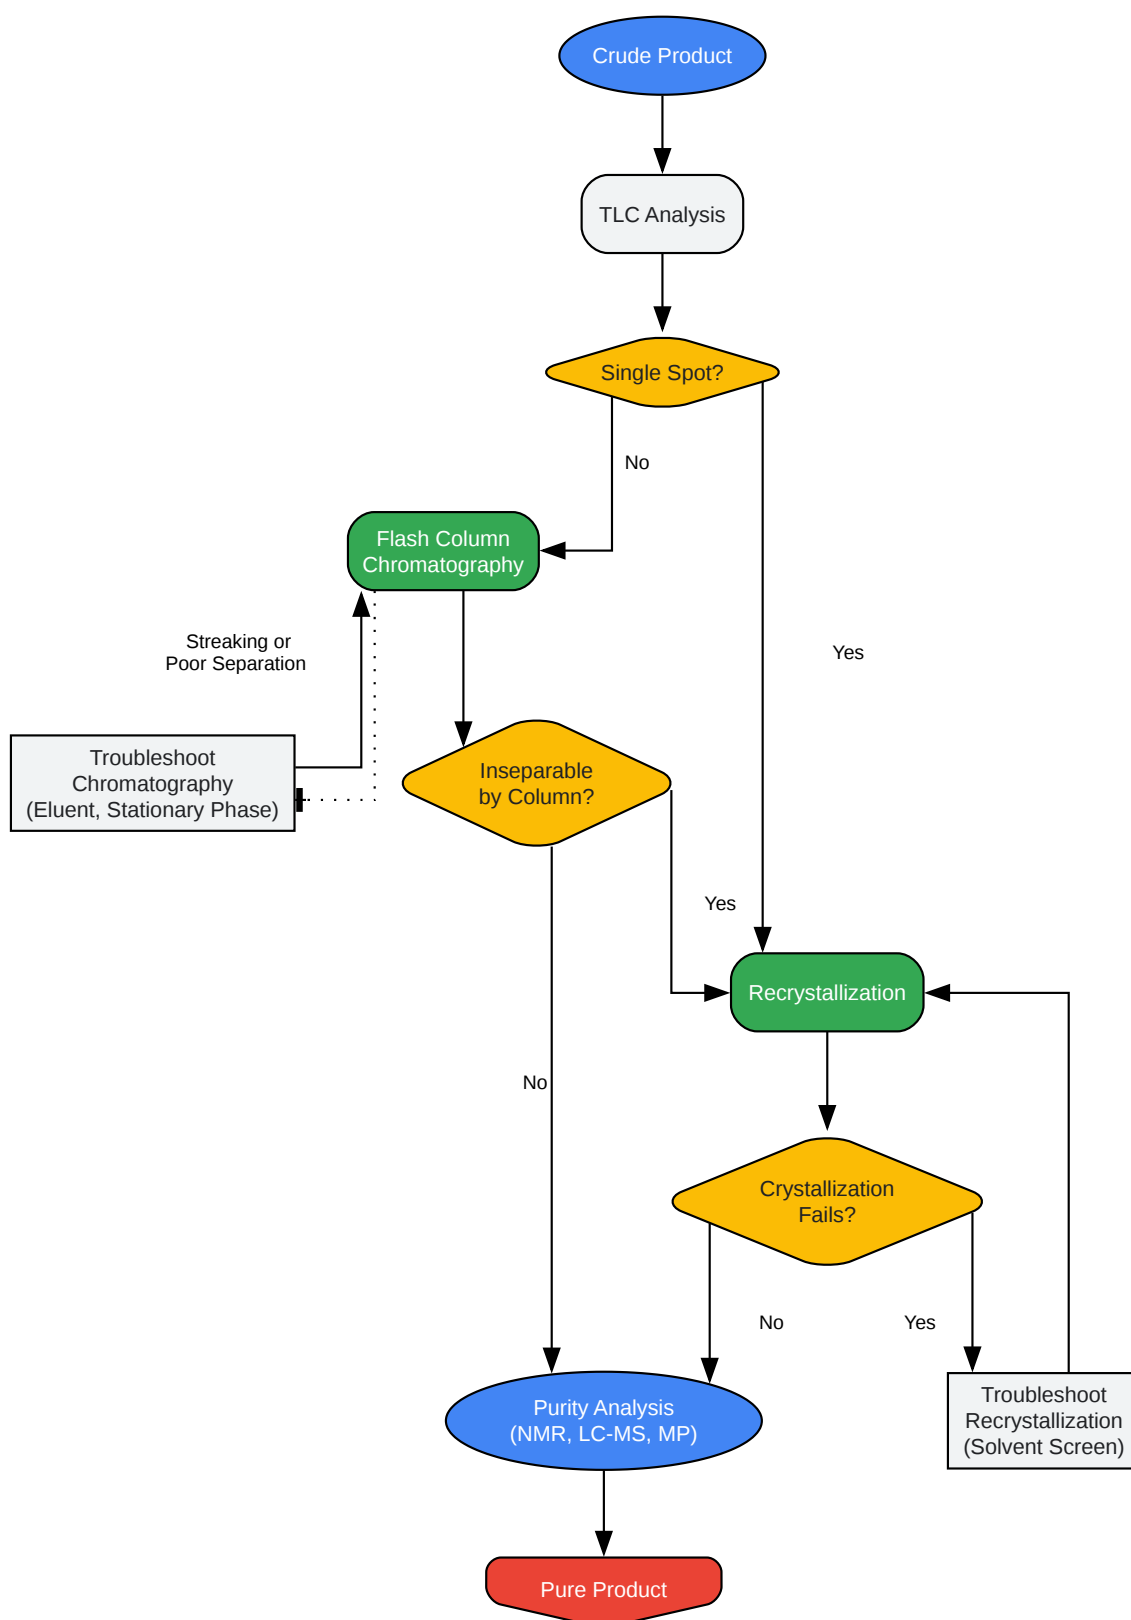 Crude Product
TLC Analysis
Single Spot?
No
Flash Column
Chromatography
Streaking or
Poor Separation
Yes
Troubleshoot
Chromatography
(Eluent, Stationary Phase)
Inseparable
by Column?
Yes
Recrystallization
No
Crystallization
Fails?
No
Yes
Purity Analysis
(NMR, LC-MS, MP)
Troubleshoot
Recrystallization
(Solvent Screen)
Pure Product